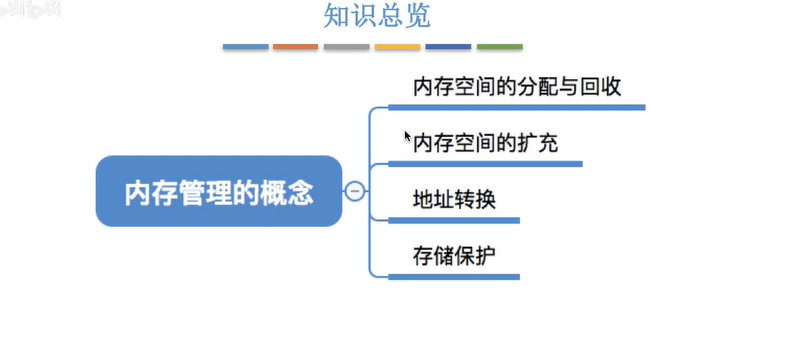 知识总览
内存空间的分配与回收
内存空间的扩充
内存管理的概念
地址转换
存储保护